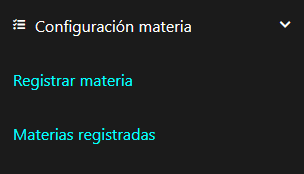 Configuración materia
Registrar materia
Materias registradas